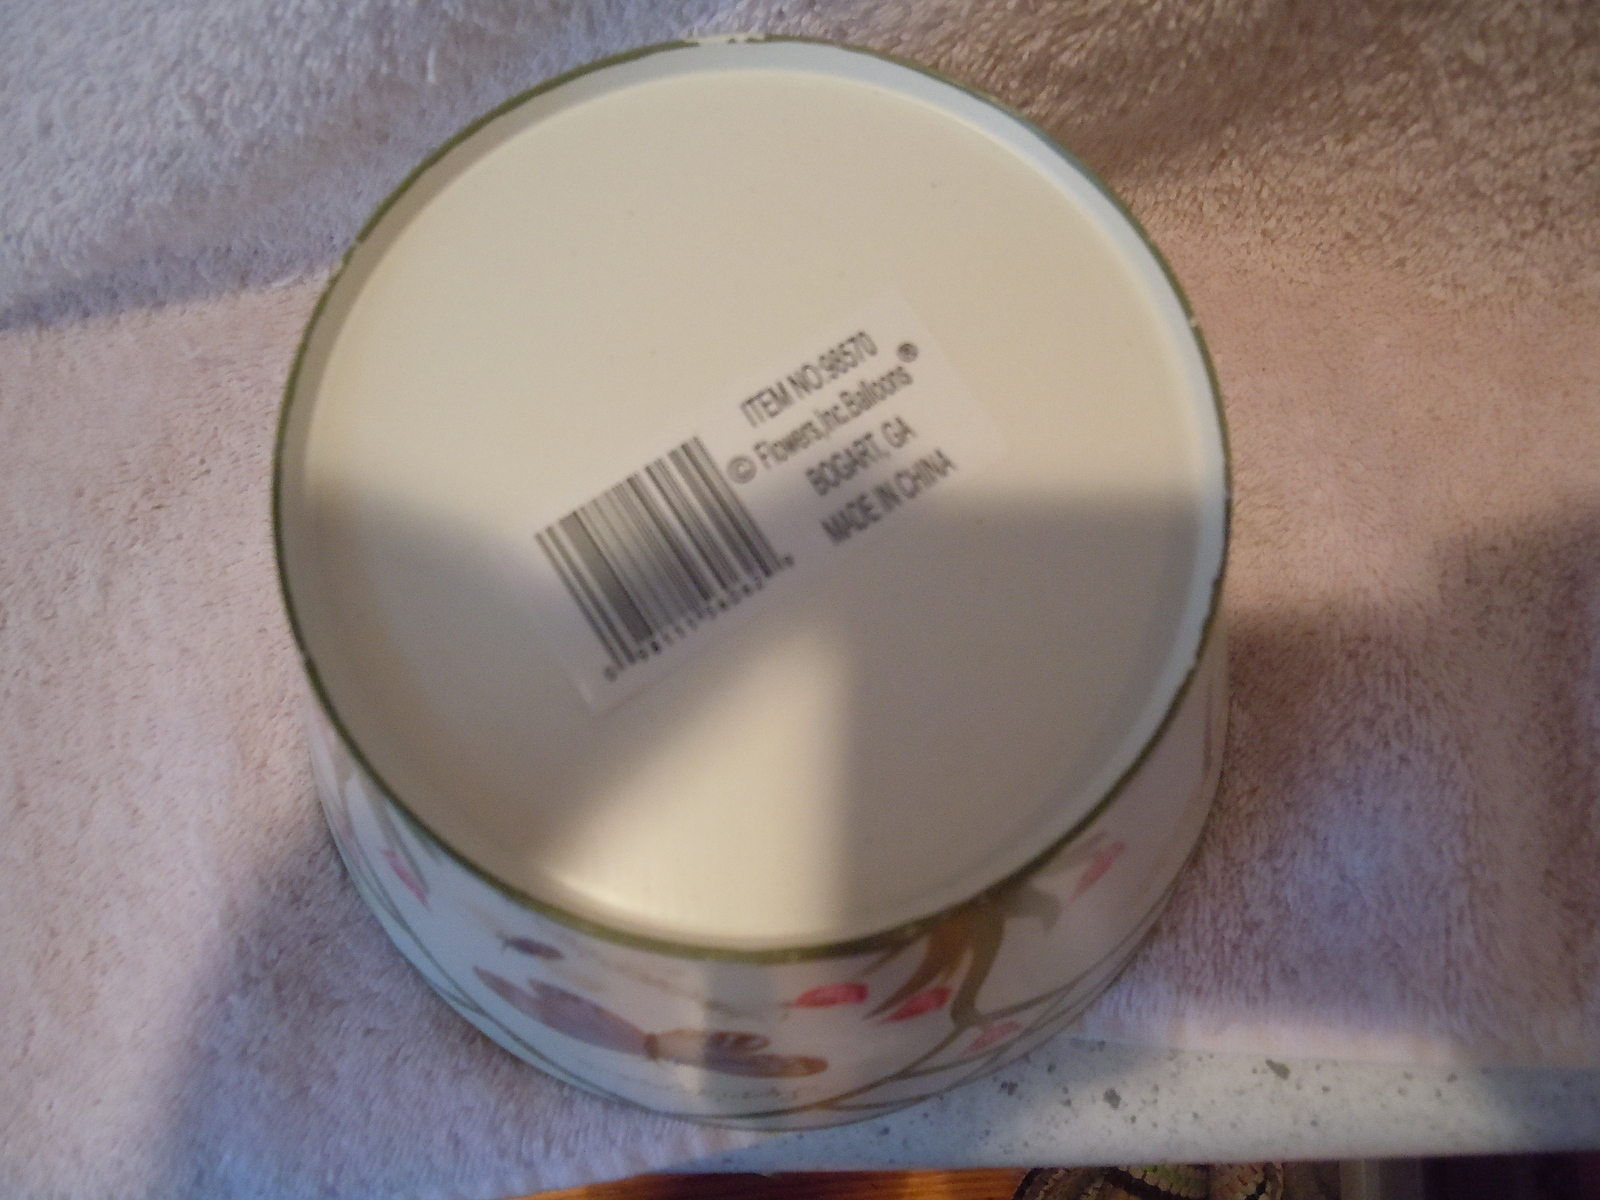 ITEM NO:98570
© Flowers,Inc.Balloons®
BOGART, GA
MADE IN CHINA